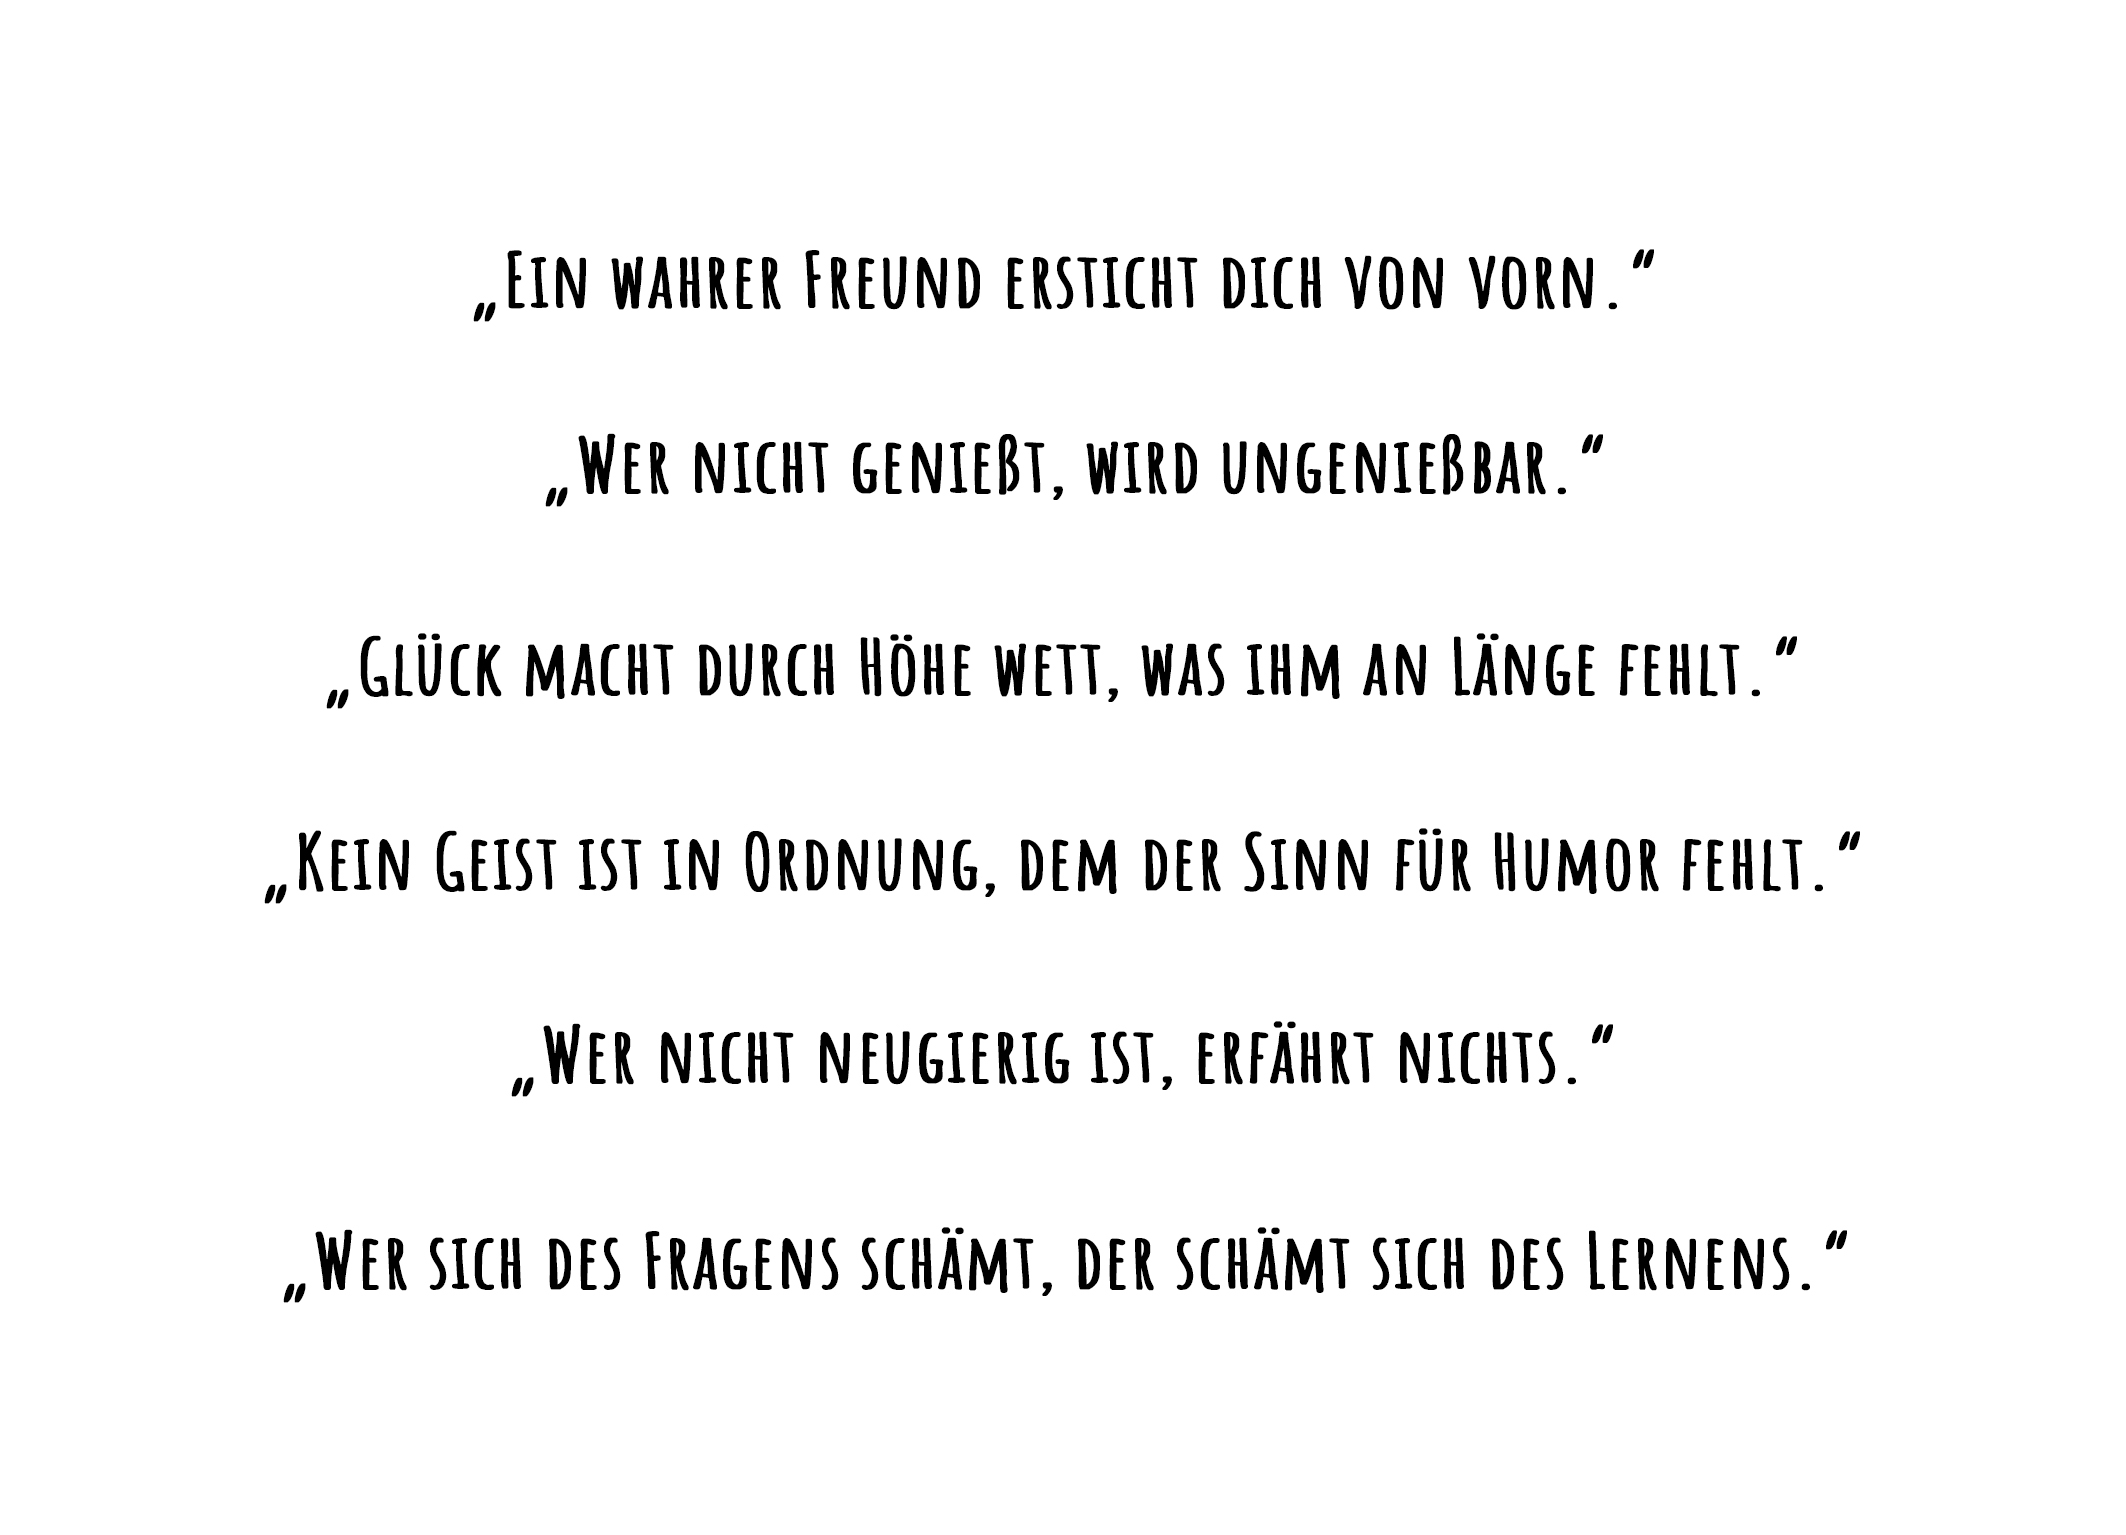 „Ein wahrer Freund ersticht dich von vorn.“
„Wer nicht genießt, wird ungenießbar.“
„Glück macht durch Höhe wett, was ihm an Länge fehlt.“
„Kein Geist ist in Ordnung, dem der Sinn für Humor fehlt.“
„Wer nicht neugierig ist, erfährt nichts.“
„Wer sich des Fragens schämt, der schämt sich des Lernens.“